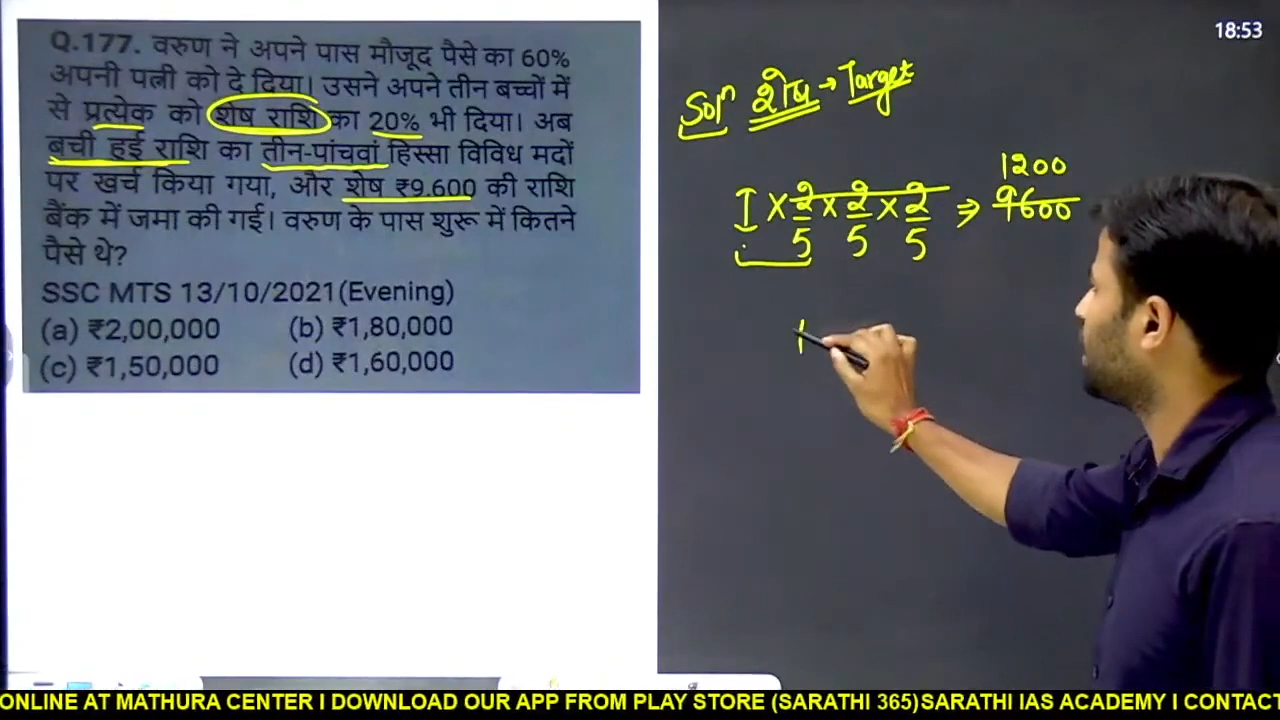 18:53
Q.177. वरुण ने अपने पास मौजूद पैसे का 60%
अपनी पत्नी को दे दिया। उसने अपने तीन बच्चों में
से प्रत्येक को शेष राशि का 20% भी दिया। अब
बची हुई राशि का तीन-पांचवां हिस्सा विविध मदों
पर खर्च किया गया, और शेष ₹9,600 की राशि
बैंक में जमा की गई। वरुण के पास शुरू में कितने
पैसे थे?
SSC MTS 13/10/2021(Evening)
(a) ₹2,00,000 (b) ₹1,80,000
(c) ₹1,50,000 (d) ₹1,60,000
Solⁿ शेष → Target
1200
I × 2/5 × 2/5 × 2/5 ⇒ 9600
ONLINE AT MATHURA CENTER I DOWNLOAD OUR APP FROM PLAY STORE (SARATHI 365)SARATHI IAS ACADEMY I CONTACT